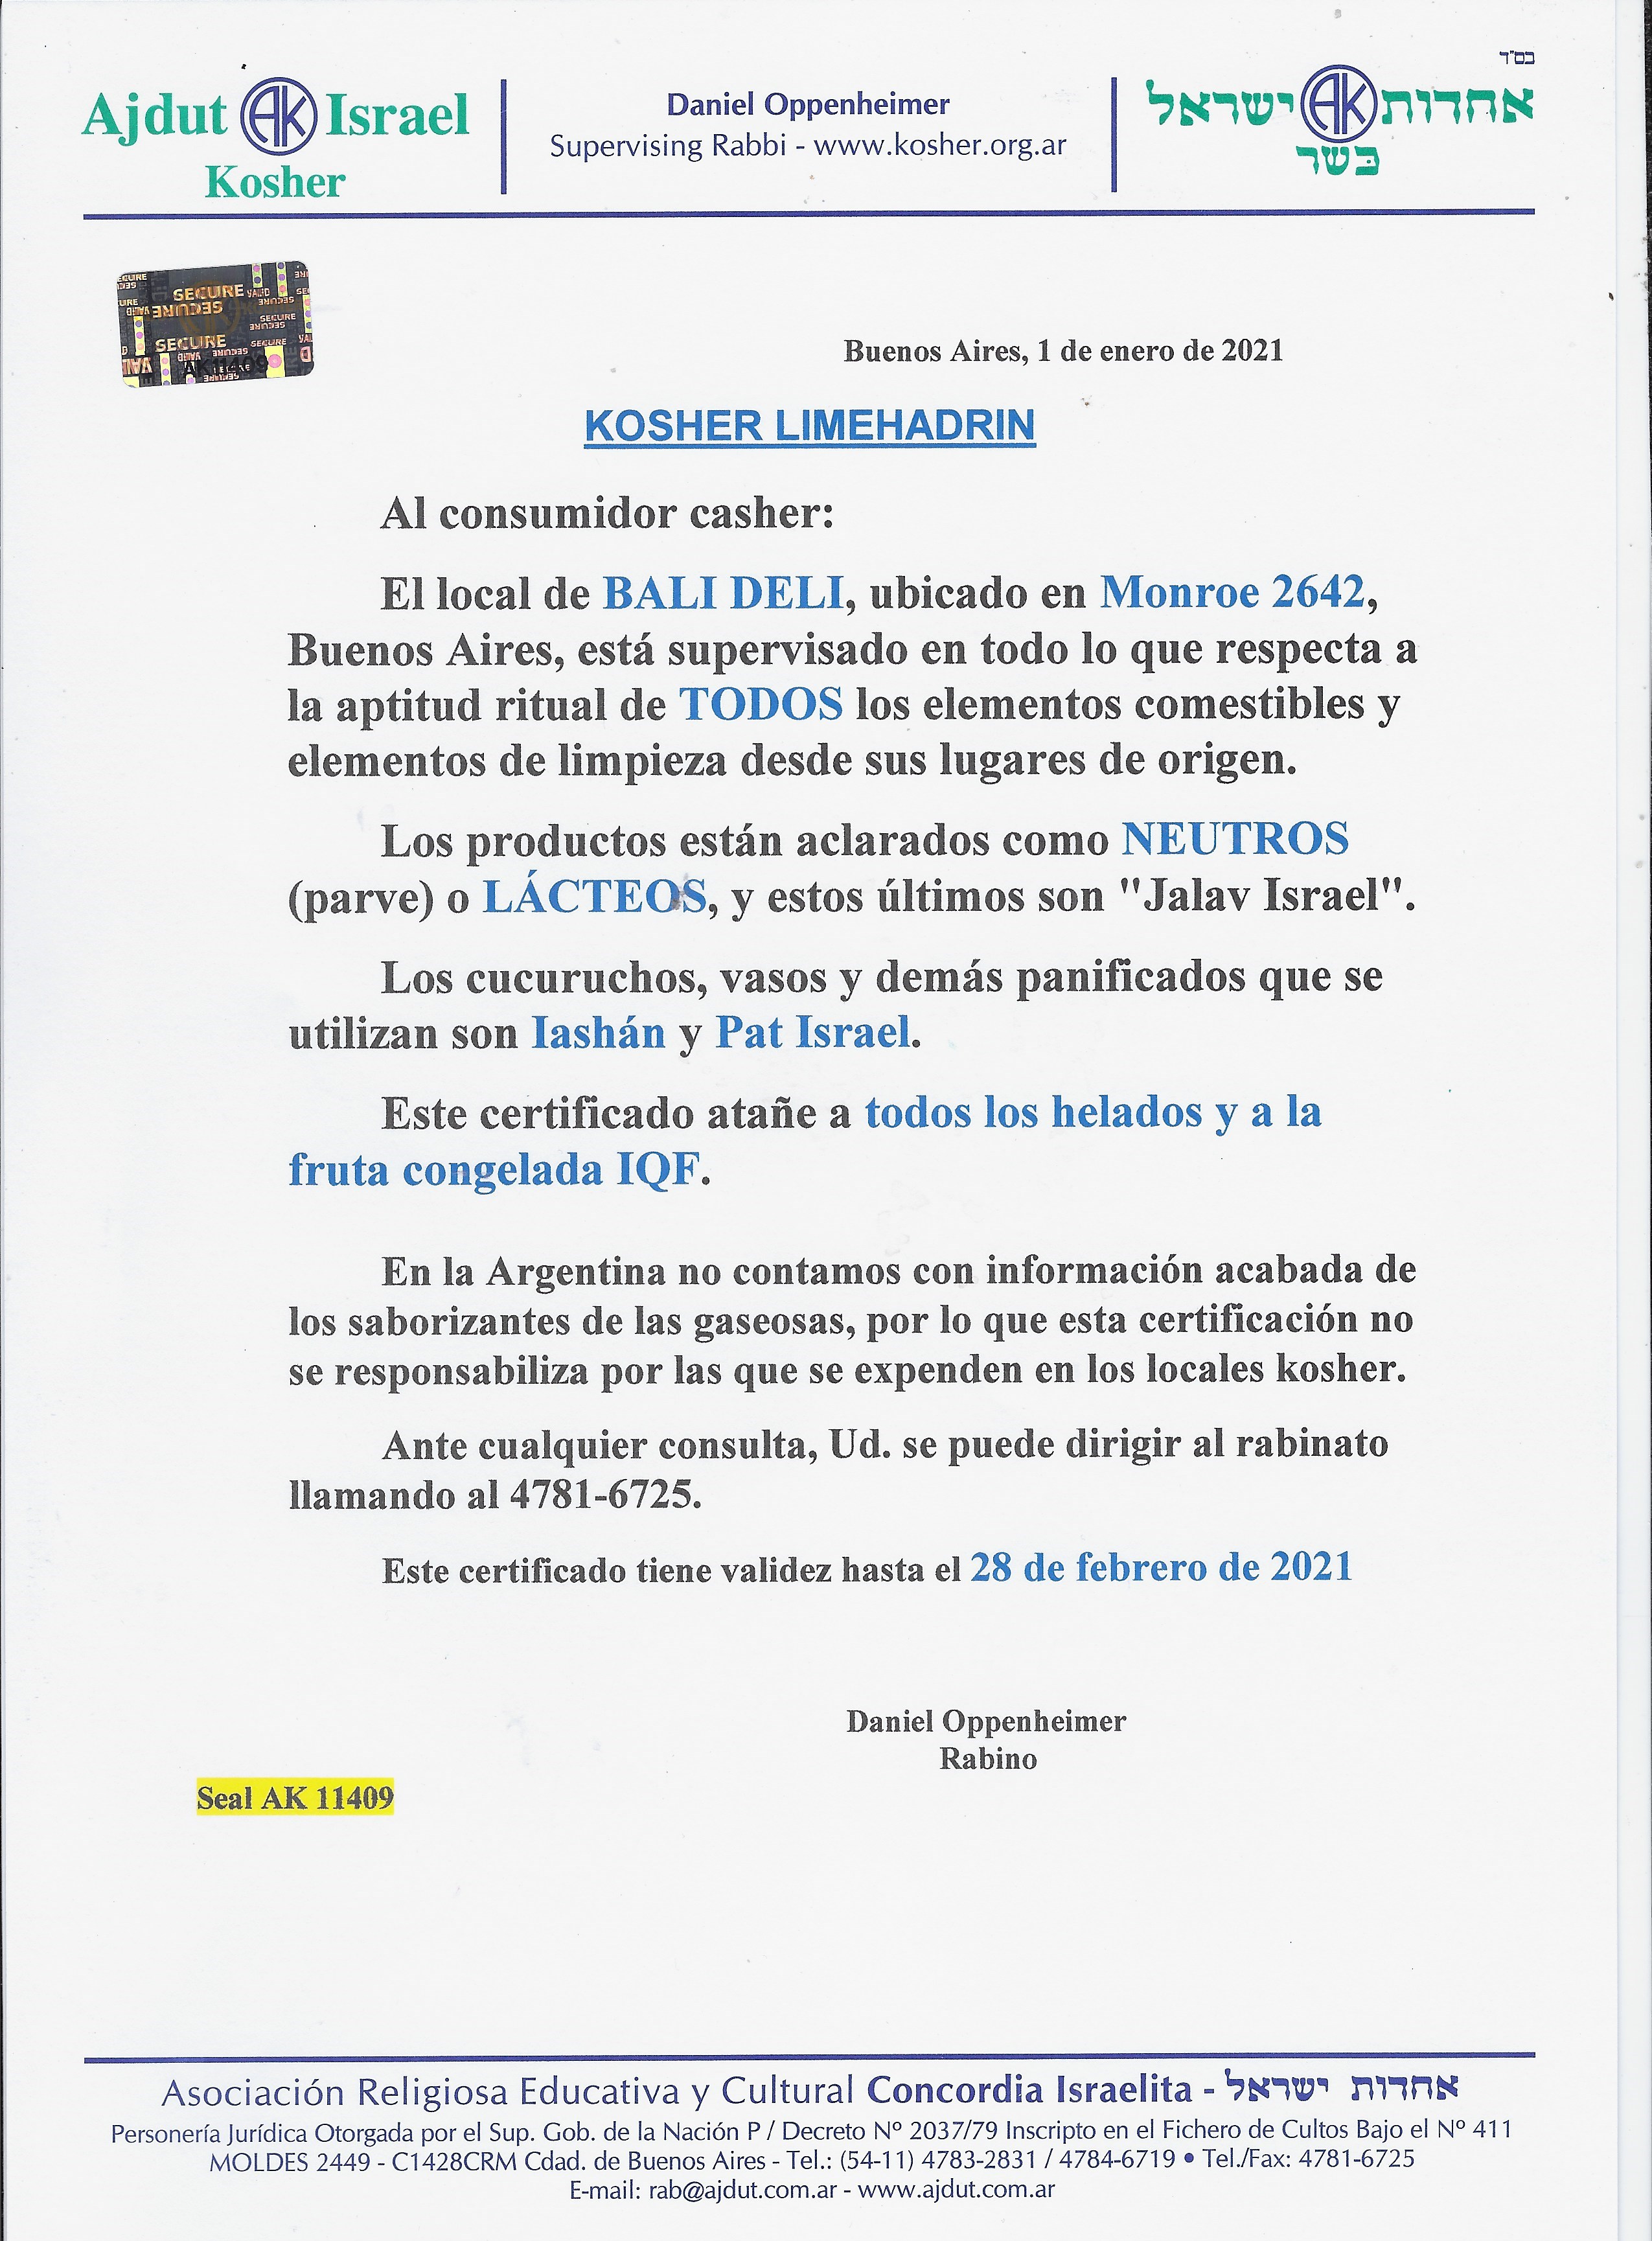 בס"ד
Ajdut AK Israel
Kosher
Daniel Oppenheimer
Supervising Rabbi - www.kosher.org.ar
אחדות AK ישראל
כשר
SECURE
SECURE
SECURE
AK11409
Buenos Aires, 1 de enero de 2021
KOSHER LIMEHADRIN
Al consumidor casher:
El local de BALI DELI, ubicado en Monroe 2642,
Buenos Aires, está supervisado en todo lo que respecta a
la aptitud ritual de TODOS los elementos comestibles y
elementos de limpieza desde sus lugares de origen.
Los productos están aclarados como NEUTROS
(parve) o LÁCTEOS, y estos últimos son "Jalav Israel".
Los cucuruchos, vasos y demás panificados que se
utilizan son Iashán y Pat Israel.
Este certificado atañe a todos los helados y a la
fruta congelada IQF.
En la Argentina no contamos con información acabada de
los saborizantes de las gaseosas, por lo que esta certificación no
se responsabiliza por las que se expenden en los locales kosher.
Ante cualquier consulta, Ud. se puede dirigir al rabinato
llamando al 4781-6725.
Este certificado tiene validez hasta el 28 de febrero de 2021
Daniel Oppenheimer
Rabino
Seal AK 11409
Asociación Religiosa Educativa y Cultural Concordia Israelita - אחדות ישראל
Personería Jurídica Otorgada por el Sup. Gob. de la Nación P / Decreto Nº 2037/79 Inscripto en el Fichero de Cultos Bajo el Nº 411
MOLDES 2449 - C1428CRM Cdad. de Buenos Aires - Tel.: (54-11) 4783-2831 / 4784-6719 • Tel./Fax: 4781-6725
E-mail: rab@ajdut.com.ar - www.ajdut.com.ar